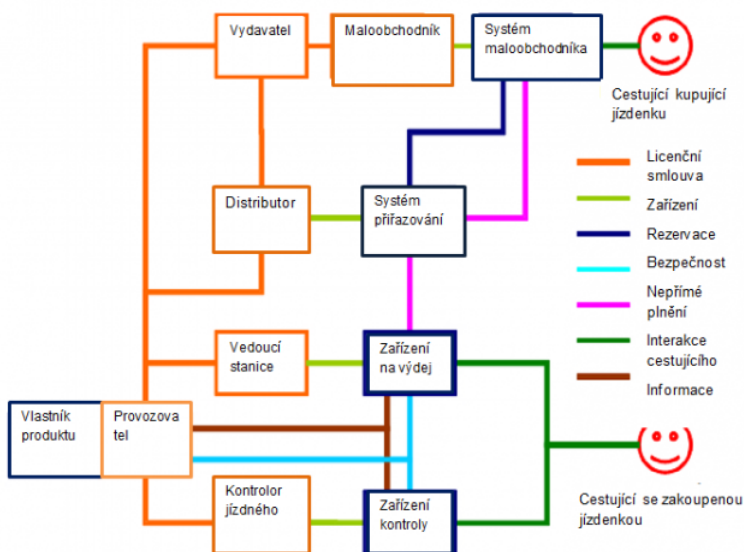 Vydavatel
Maloobchodník
Systém
maloobchodníka
Cestující kupující
jízdenku
Licenční
smlouva
Zařízení
Rezervace
Bezpečnost
Nepřímé
plnění
Interakce
cestujícího
Informace
Distributor
Systém
přiřazování
Vedoucí
stanice
Zařízení
na výdej
Vlastník
produktu
Provozova
tel
Kontrolor
jízdného
Zařízení
kontroly
Cestující se zakoupenou
jízdenkou